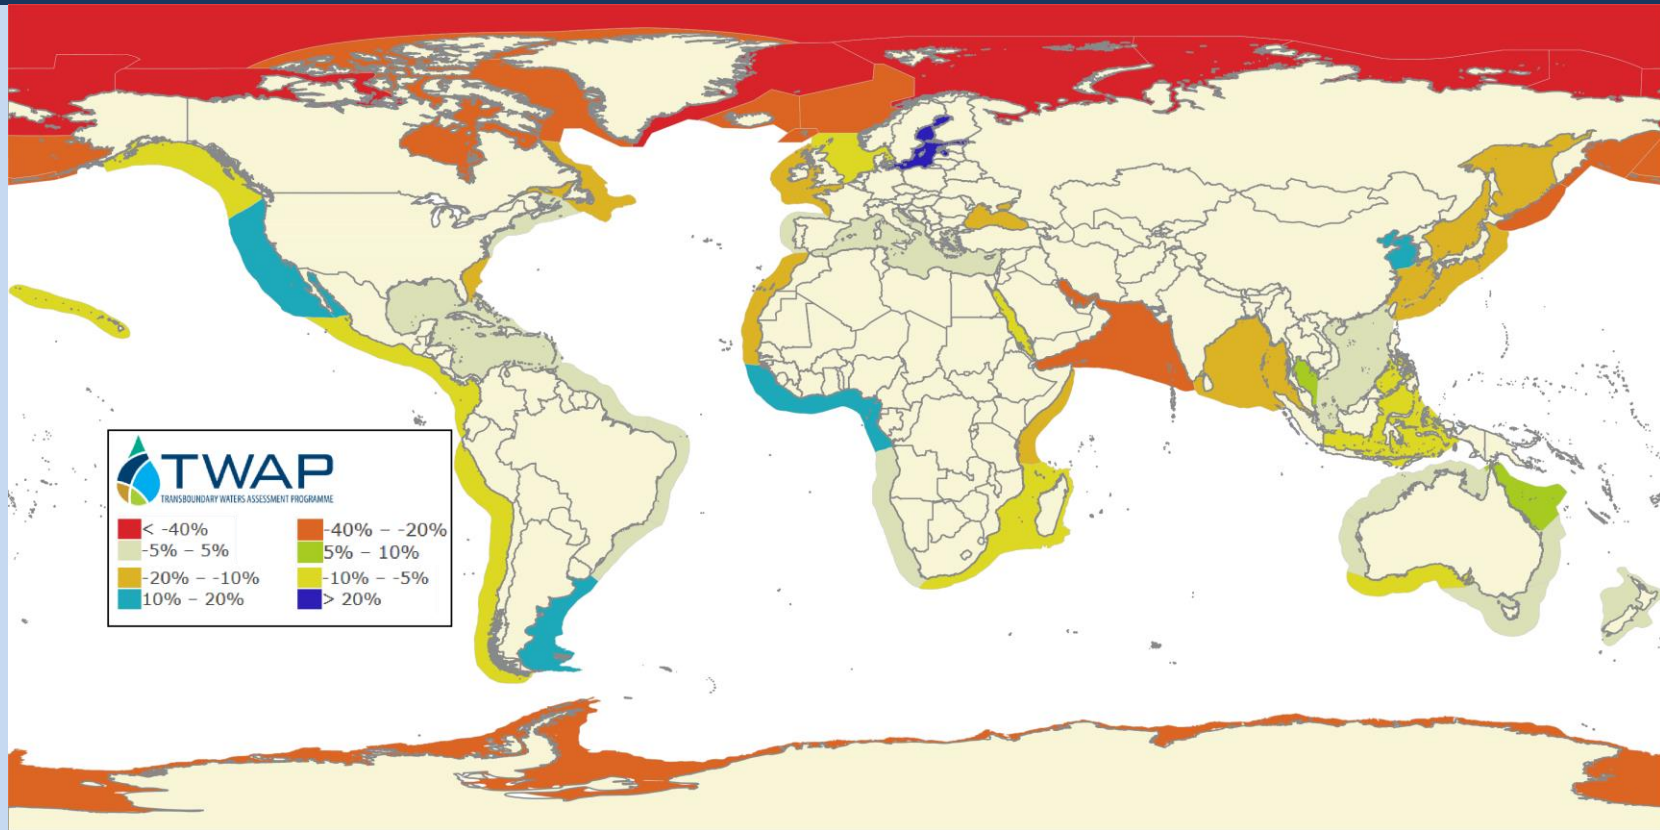 TWAP
TRANSBOUNDARY WATERS ASSESSMENT PROGRAMME
< -40%
-40% – -20%
-5% – 5%
5% – 10%
-20% – -10%
-10% – -5%
10% – 20%
> 20%